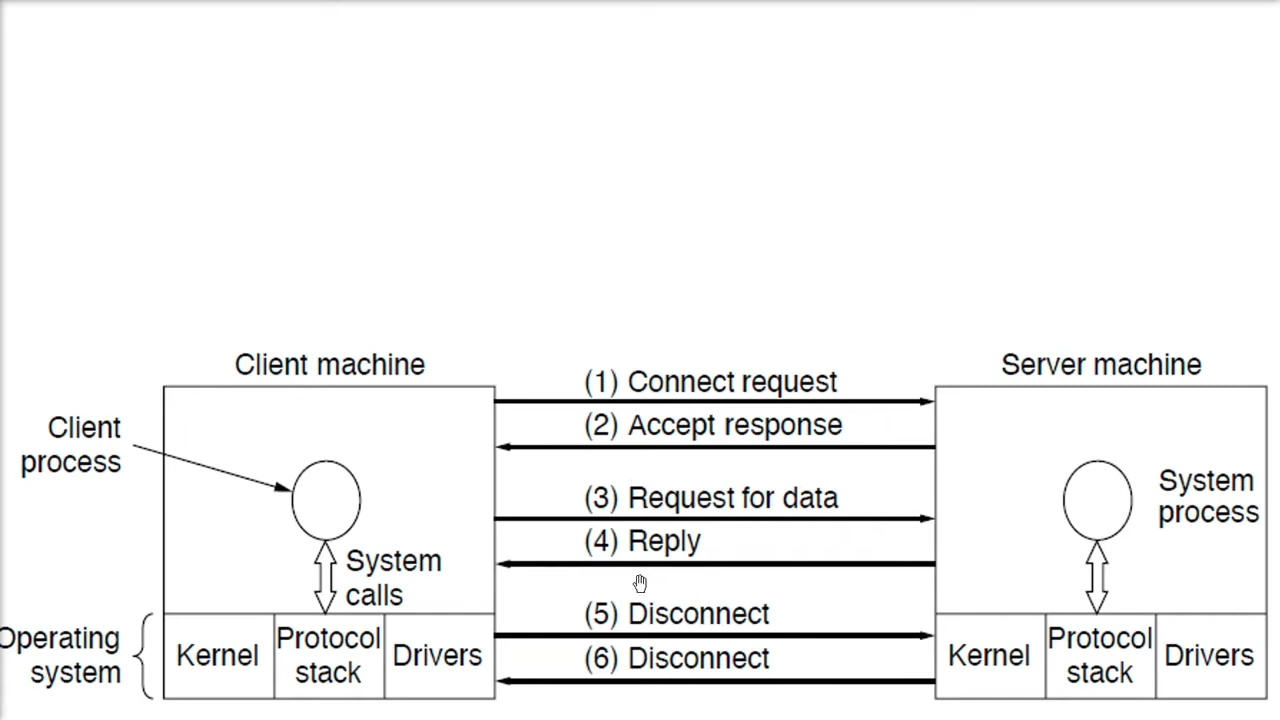 Client machine
Server machine
(1) Connect request
(2) Accept response
Client
process
(3) Request for data
System
process
(4) Reply
System
calls
(5) Disconnect
Operating
system
Kernel
Protocol
stack
Drivers
(6) Disconnect
Kernel
Protocol
stack
Drivers